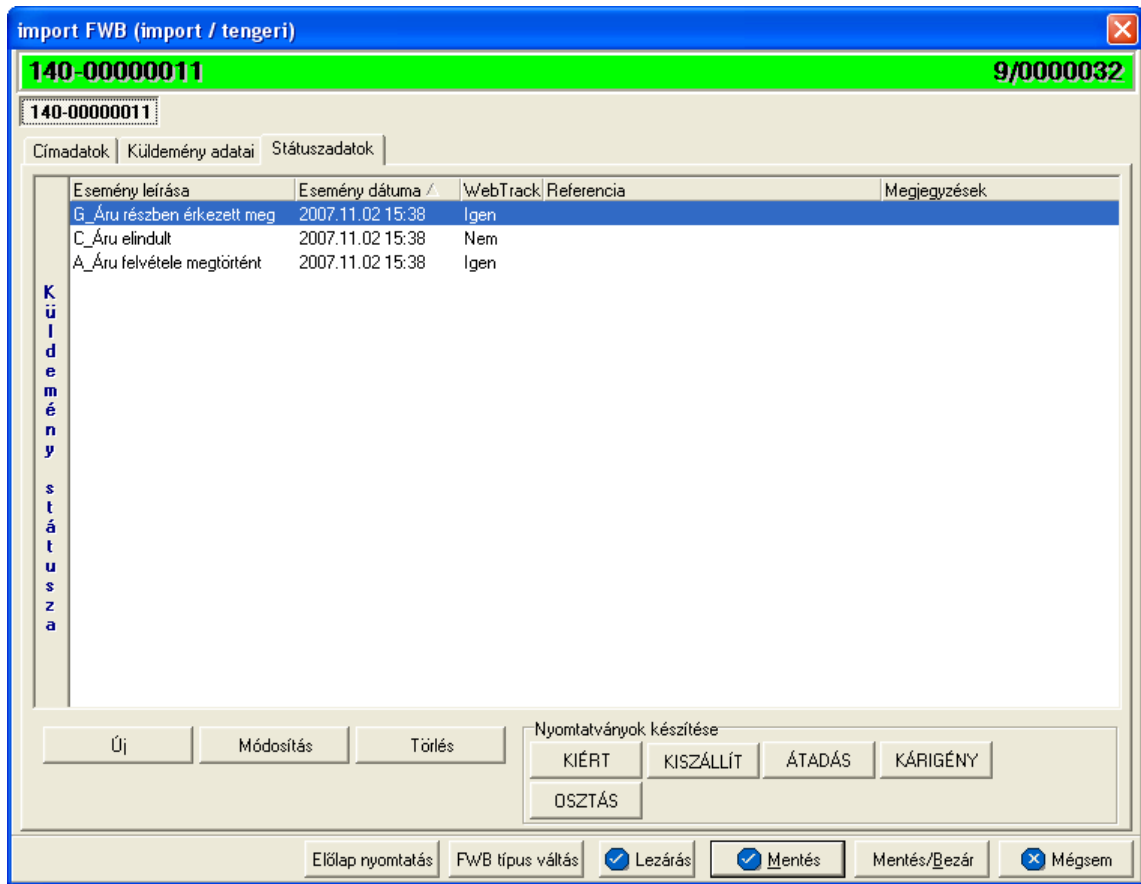 import FWB (import / tengeri)
140-00000011 9/0000032
140-00000011
Címadatok Küldemény adatai Státuszadatok
Küldemény státusza
Esemény leírása Esemény dátuma WebTrack Referencia Megjegyzések
G_Áru részben érkezett meg 2007.11.02 15:38 Igen
C_Áru elindult 2007.11.02 15:38 Nem
A_Áru felvétele megtörtént 2007.11.02 15:38 Igen
Új Módosítás Törlés
Nyomtatványok készítése
KIÉRT KISZÁLLÍT ÁTADÁS KÁRIGÉNY
OSZTÁS
Előlap nyomtatás FWB típus váltás Lezárás Mentés Mentés/Bezár Mégsem